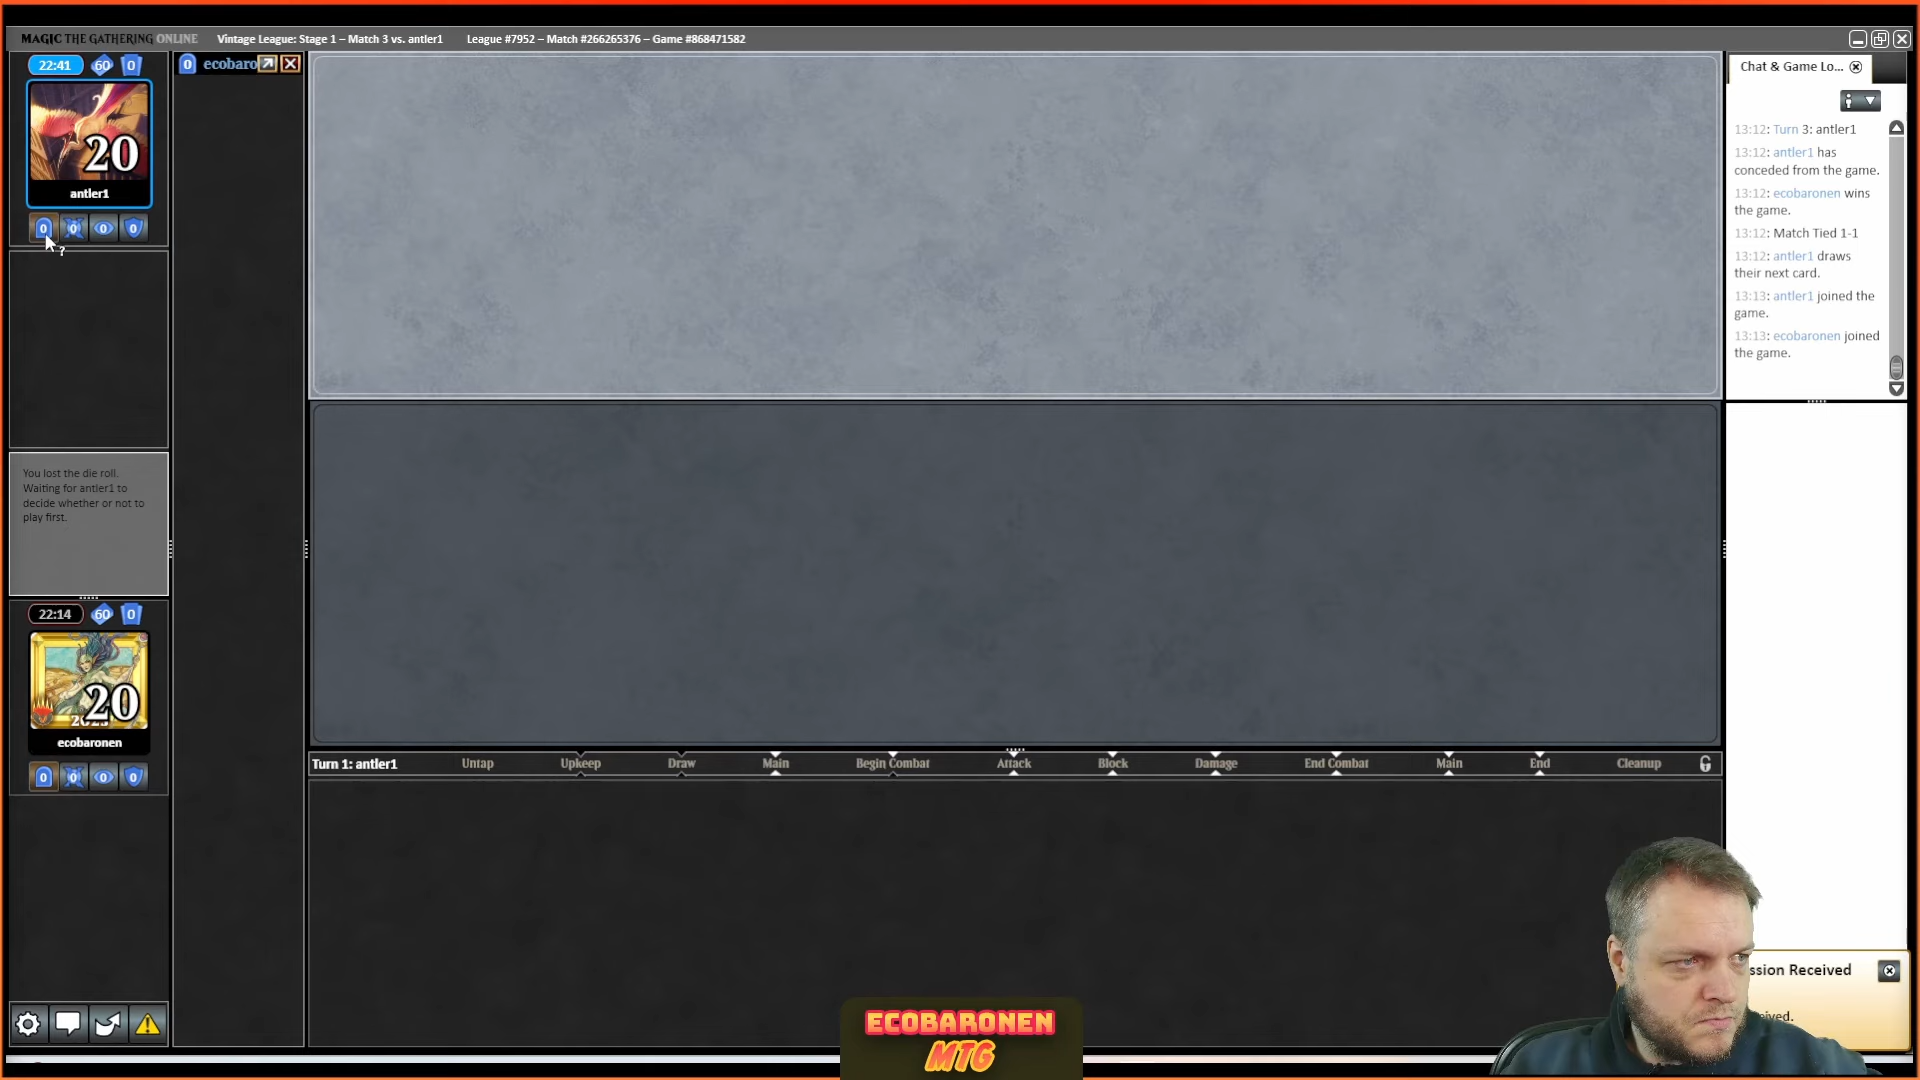 MAGIC THE GATHERING ONLINE
Vintage League: Stage 1 – Match 3 vs. antler1
League #7952 – Match #266265376 – Game #868471582
22:41
60
0
20
antler1
0
0
0
0
0
ecobaro
Chat & Game Lo...
13:12: Turn 3: antler1
13:12: antler1 has
conceded from the game.
13:12: ecobaronen wins
the game.
13:12: Match Tied 1-1
13:12: antler1 draws
their next card.
13:13: antler1 joined the
game.
13:13: ecobaronen joined
the game.
You lost the die roll.
Waiting for antler1 to
decide whether or not to
play first.
22:14
60
0
20
ecobaronen
0
0
0
0
Turn 1: antler1
Untap
Upkeep
Draw
Main
Begin Combat
Attack
Block
Damage
End Combat
Main
End
Cleanup
ssion Received
eived.
ECOBARONEN
MTG